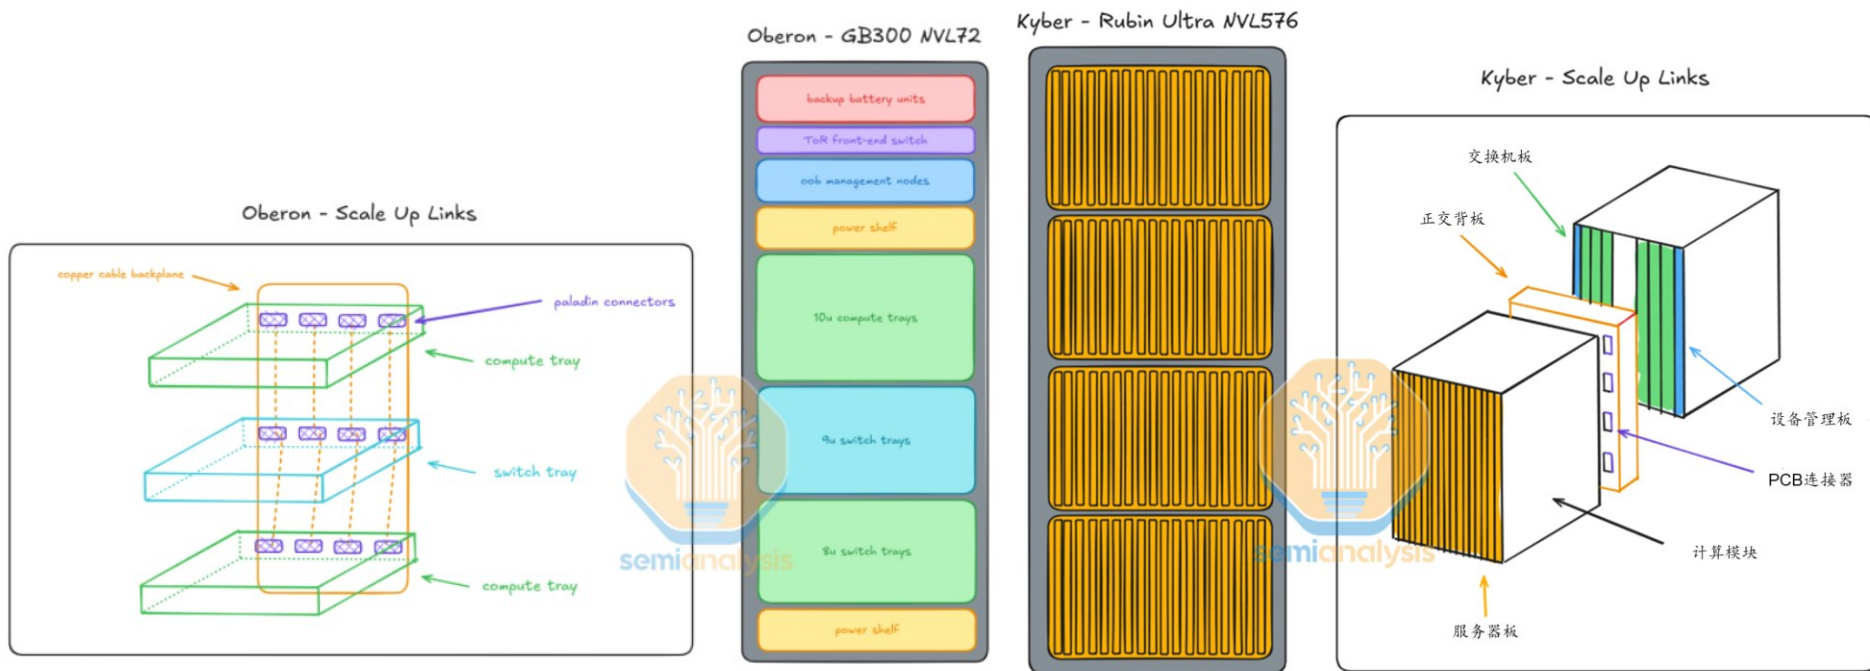 Oberon - Scale Up Links
copper cable backplane
paladin connectors
compute tray
switch tray
compute tray
Oberon - GB300 NVL72
backup battery units
ToR front-end switch
oob management nodes
power shelf
10u compute trays
9u switch trays
8u switch trays
power shelf
semianalysis
Kyber - Rubin Ultra NVL576
Kyber - Scale Up Links
交换机板
正交背板
设备管理板
PCB连接器
计算模块
服务器板
semianalysis